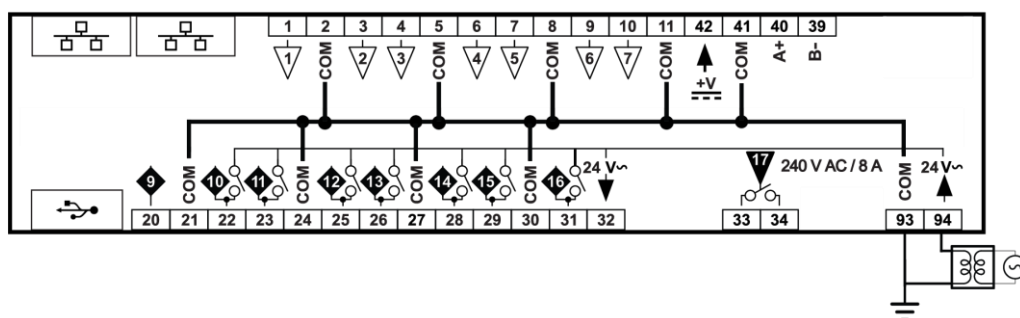 1 2 3 4 5 6 7 8 9 10 11 42 41 40 39
1 COM 2 3 COM 4 5 COM 6 7 COM +V COM A+ B-
9 COM 10 11 COM 12 13 COM 14 15 COM 16 24 V~ 17 240 V AC / 8 A COM 24 V~
20 21 22 23 24 25 26 27 28 29 30 31 32 33 34 93 94